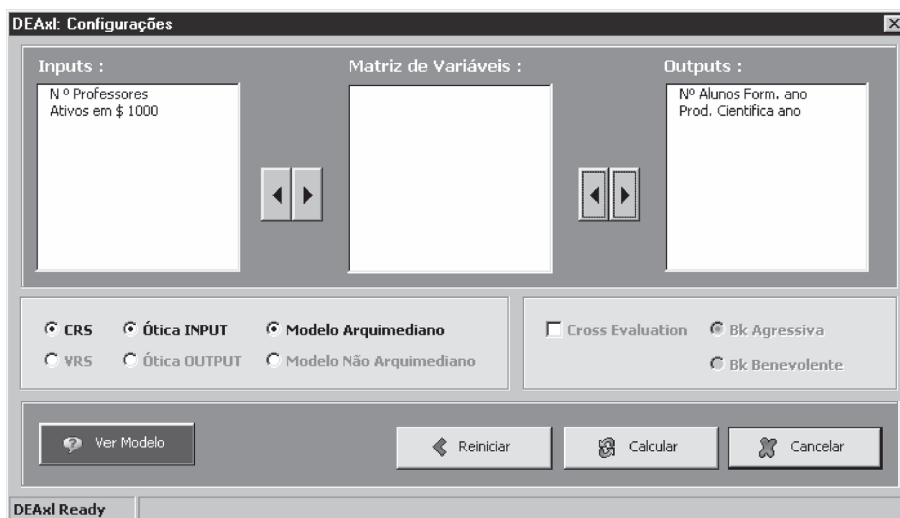 DEAxl: Configurações
Inputs :
Matriz de Variáveis :
Outputs :
N º Professores
Ativos em $ 1000
Nº Alunos Form. ano
Prod. Cientifica ano
CRS
Ótica INPUT
Modelo Arquimediano
VRS
Ótica OUTPUT
Modelo Não Arquimediano
Cross Evaluation
Bk Agressiva
Bk Benevolente
Ver Modelo
Reiniciar
Calcular
Cancelar
DEAxl Ready